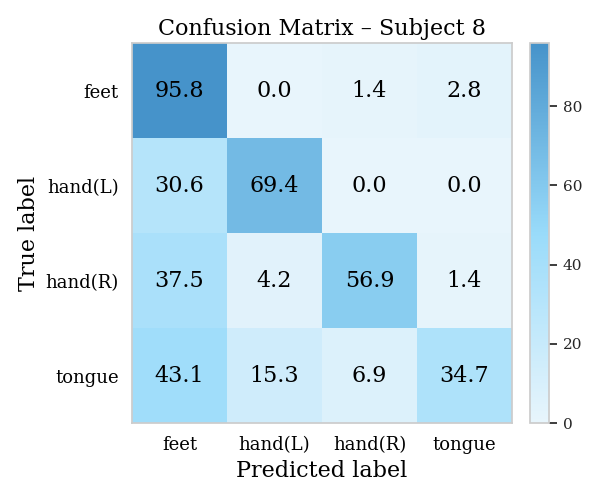 Confusion Matrix – Subject 8
True label
feet 95.8 0.0 1.4 2.8
hand(L) 30.6 69.4 0.0 0.0
hand(R) 37.5 4.2 56.9 1.4
tongue 43.1 15.3 6.9 34.7
feet hand(L) hand(R) tongue
Predicted label
80
60
40
20
0